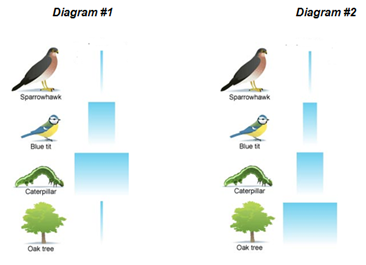 Diagram #1
Diagram #2
Sparrowhawk
Sparrowhawk
Blue tit
Blue tit
Caterpillar
Caterpillar
Oak tree
Oak tree